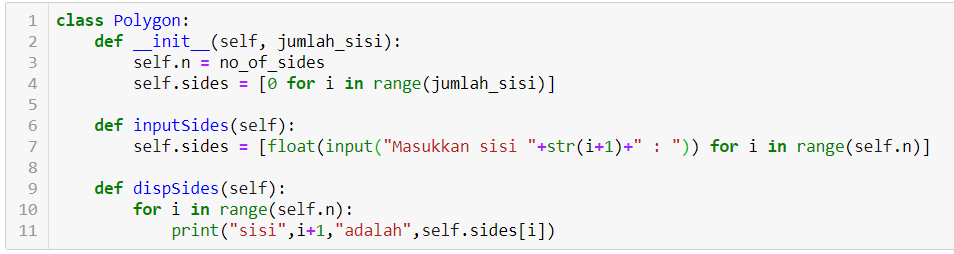 1 class Polygon:
2     def __init__(self, jumlah_sisi):
3         self.n = no_of_sides
4         self.sides = [0 for i in range(jumlah_sisi)]
5
6     def inputSides(self):
7         self.sides = [float(input("Masukkan sisi "+str(i+1)+" : ")) for i in range(self.n)]
8
9     def dispSides(self):
10         for i in range(self.n):
11             print("sisi",i+1,"adalah",self.sides[i])